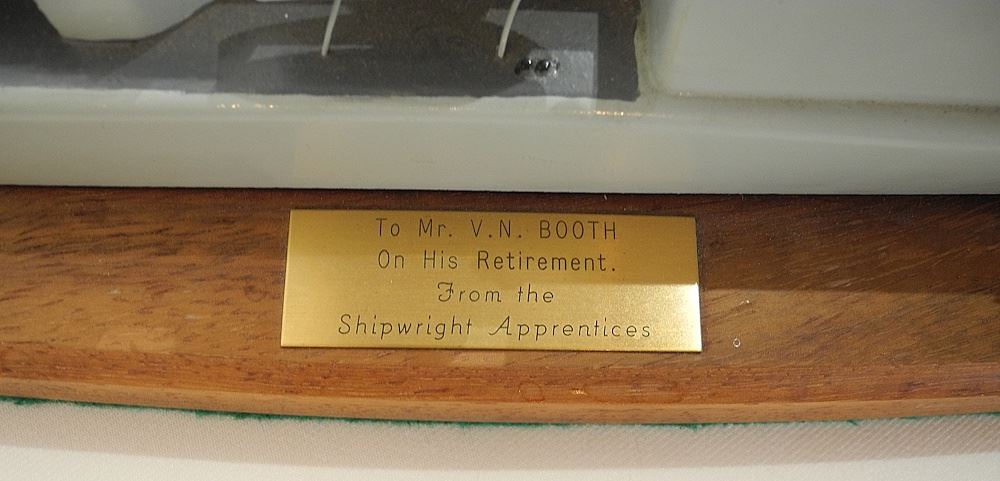 To Mr. V.N. BOOTH
On His Retirement.
From the
Shipwright Apprentices